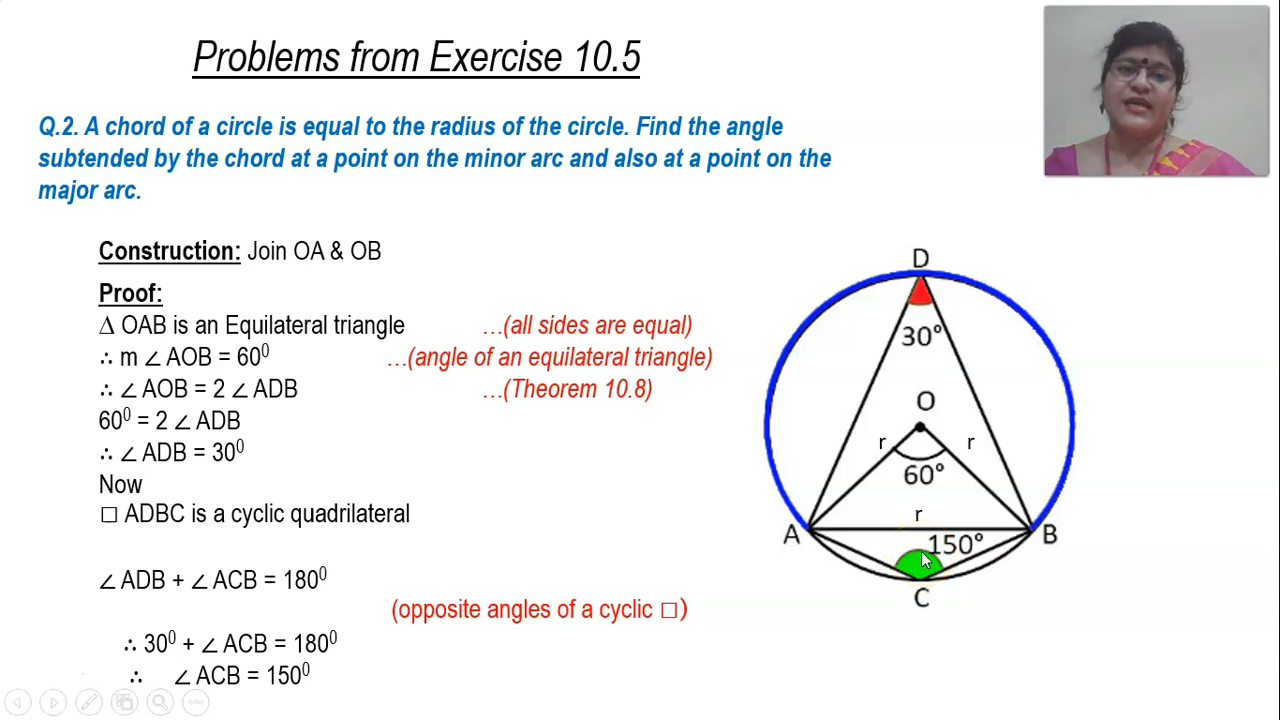 Problems from Exercise 10.5
Q.2. A chord of a circle is equal to the radius of the circle. Find the angle
subtended by the chord at a point on the minor arc and also at a point on the
major arc.
Construction: Join OA & OB
Proof:
∆ OAB is an Equilateral triangle …(all sides are equal)
∴ m ∠ AOB = 60⁰ …(angle of an equilateral triangle)
∴ ∠ AOB = 2 ∠ ADB …(Theorem 10.8)
60⁰ = 2 ∠ ADB
∴ ∠ ADB = 30⁰
Now
□ ADBC is a cyclic quadrilateral
∠ ADB + ∠ ACB = 180⁰
(opposite angles of a cyclic □)
∴ 30⁰ + ∠ ACB = 180⁰
∴ ∠ ACB = 150⁰
D
30°
O
r r
60°
r
A B
150°
C